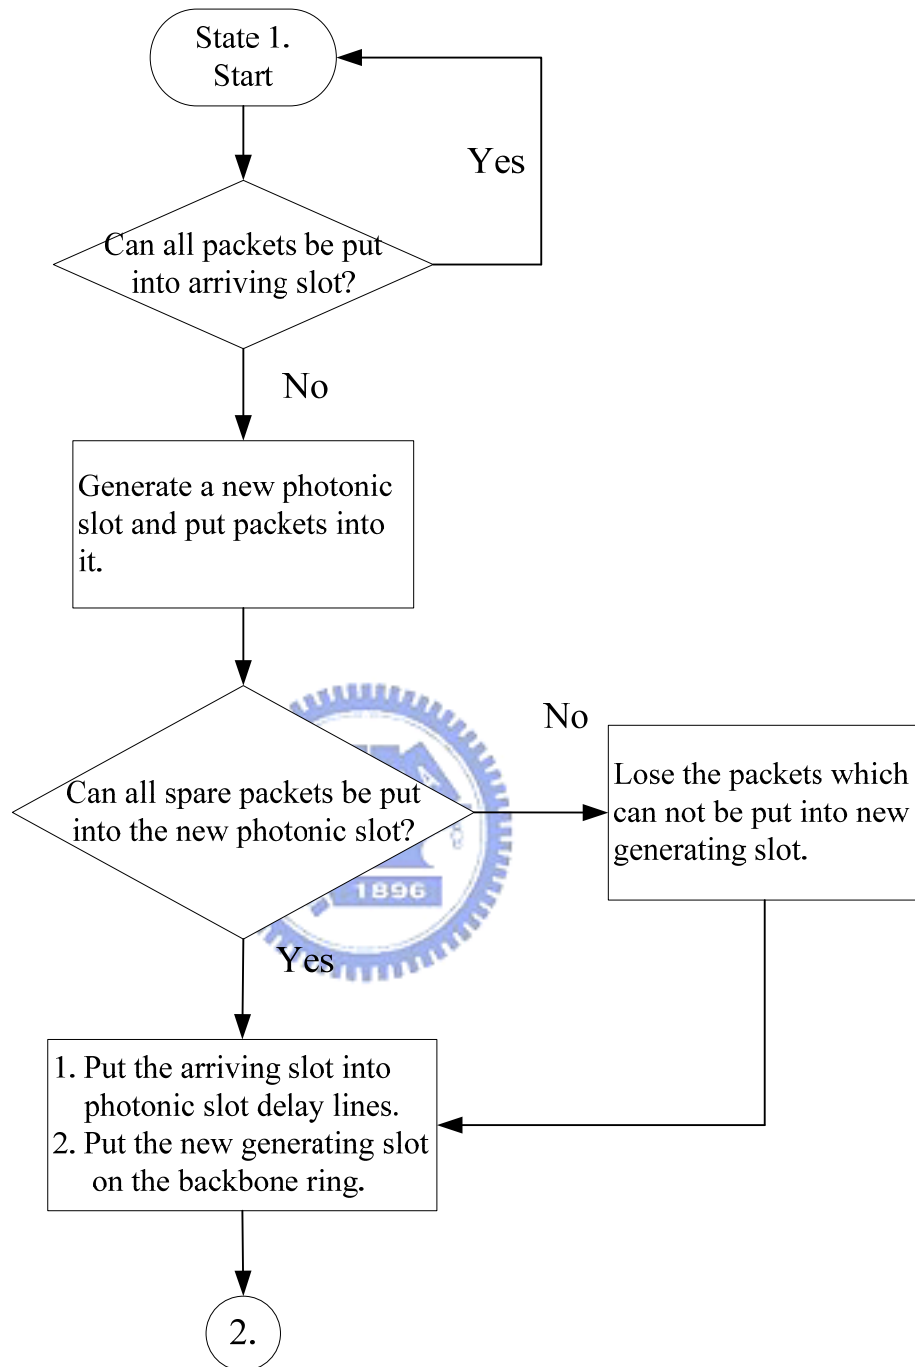 State 1.
Start
Yes
Can all packets be put
into arriving slot?
No
Generate a new photonic
slot and put packets into
it.
No
Can all spare packets be put
into the new photonic slot?
Lose the packets which
can not be put into new
generating slot.
1896
Yes
1. Put the arriving slot into
photonic slot delay lines.
2. Put the new generating slot
on the backbone ring.
2.